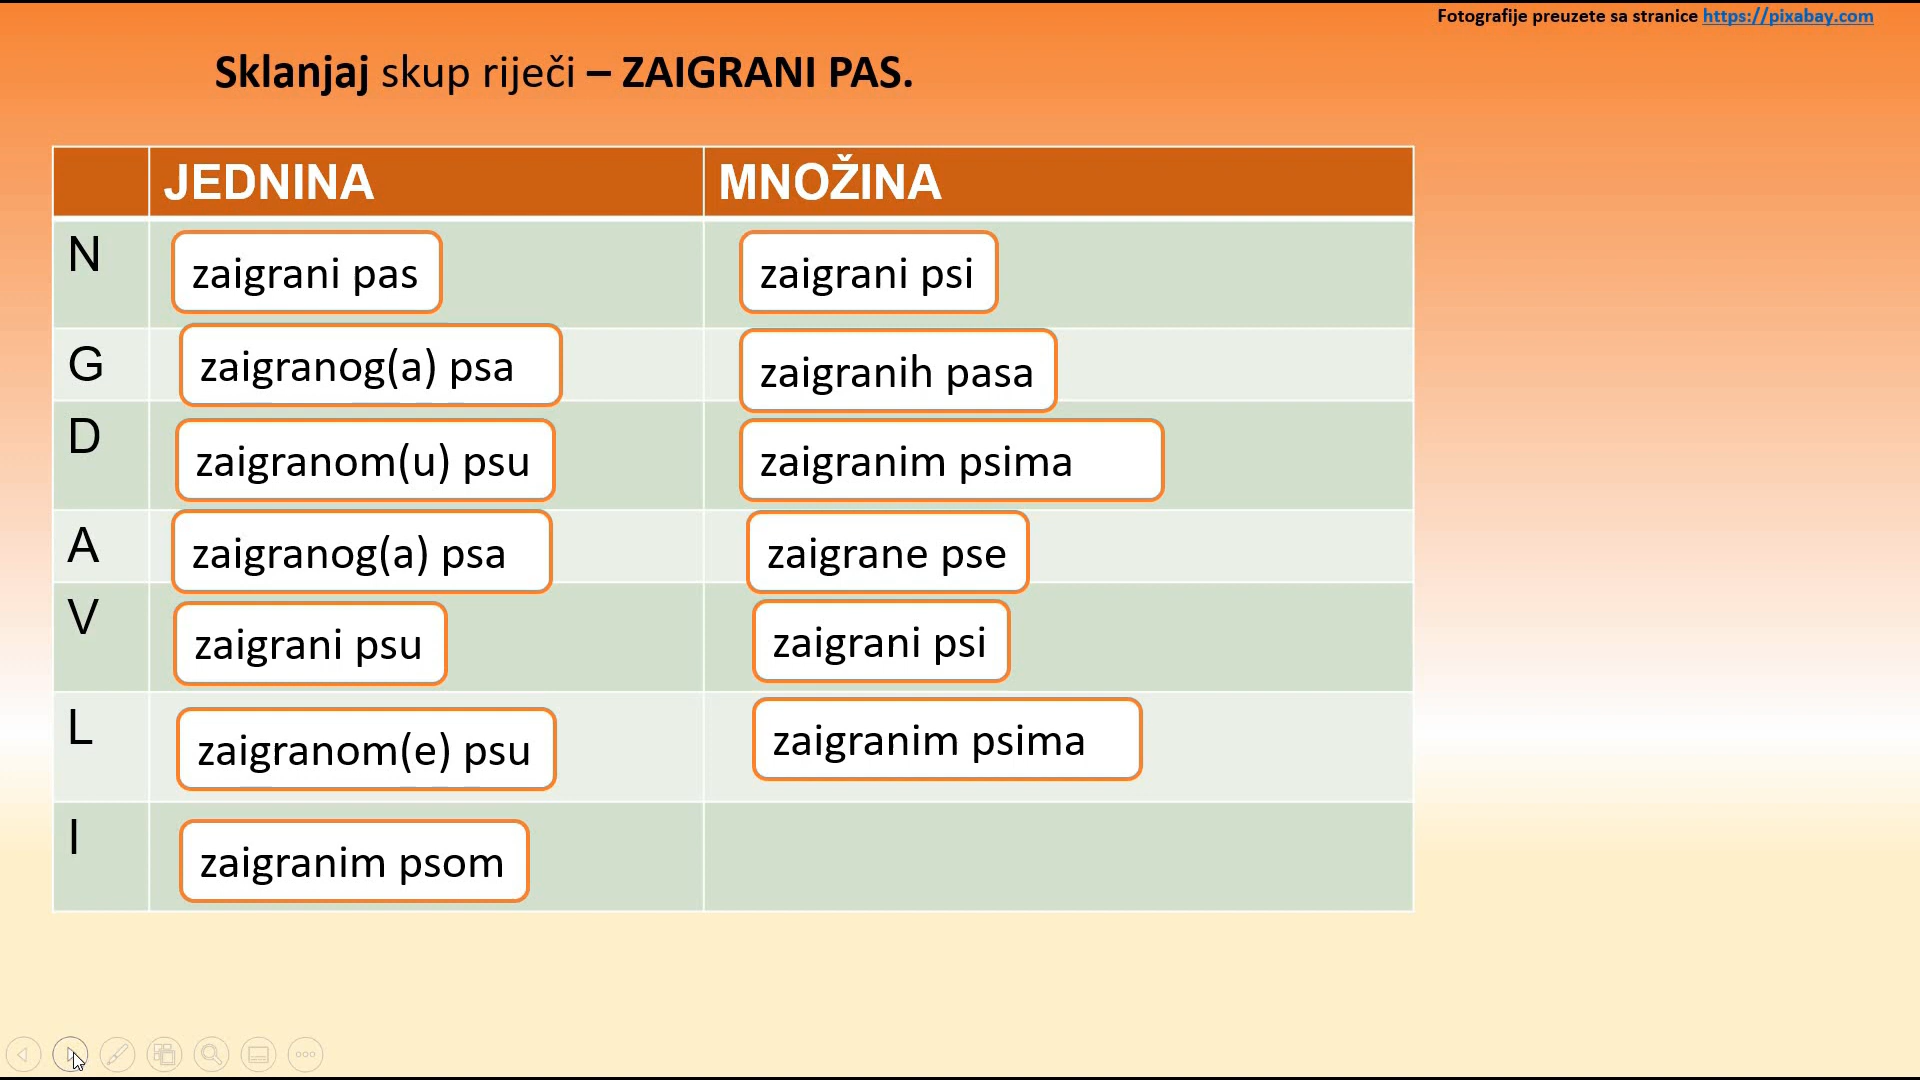 Fotografije preuzete sa stranice https://pixabay.com
Sklanjaj skup riječi – ZAIGRANI PAS.
JEDNINA MNOŽINA
N zaigrani pas zaigrani psi
G zaigranog(a) psa zaigranih pasa
D zaigranom(u) psu zaigranim psima
A zaigranog(a) psa zaigrane pse
V zaigrani psu zaigrani psi
L zaigranom(e) psu zaigranim psima
I zaigranim psom